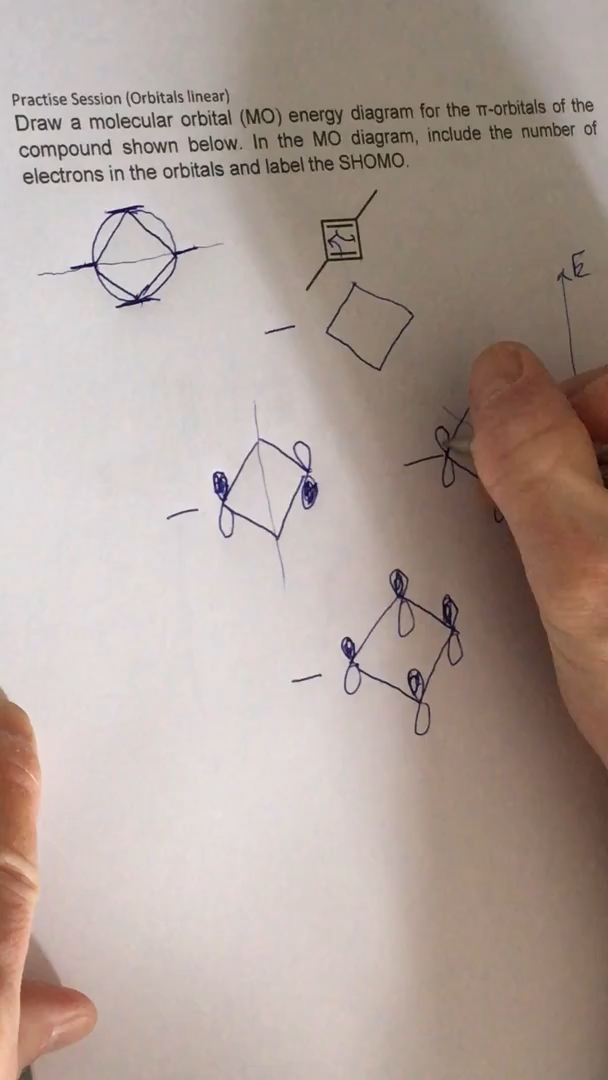 Practise Session (Orbitals linear)
Draw a molecular orbital (MO) energy diagram for the π-orbitals of the
compound shown below. In the MO diagram, include the number of
electrons in the orbitals and label the SHOMO.
E